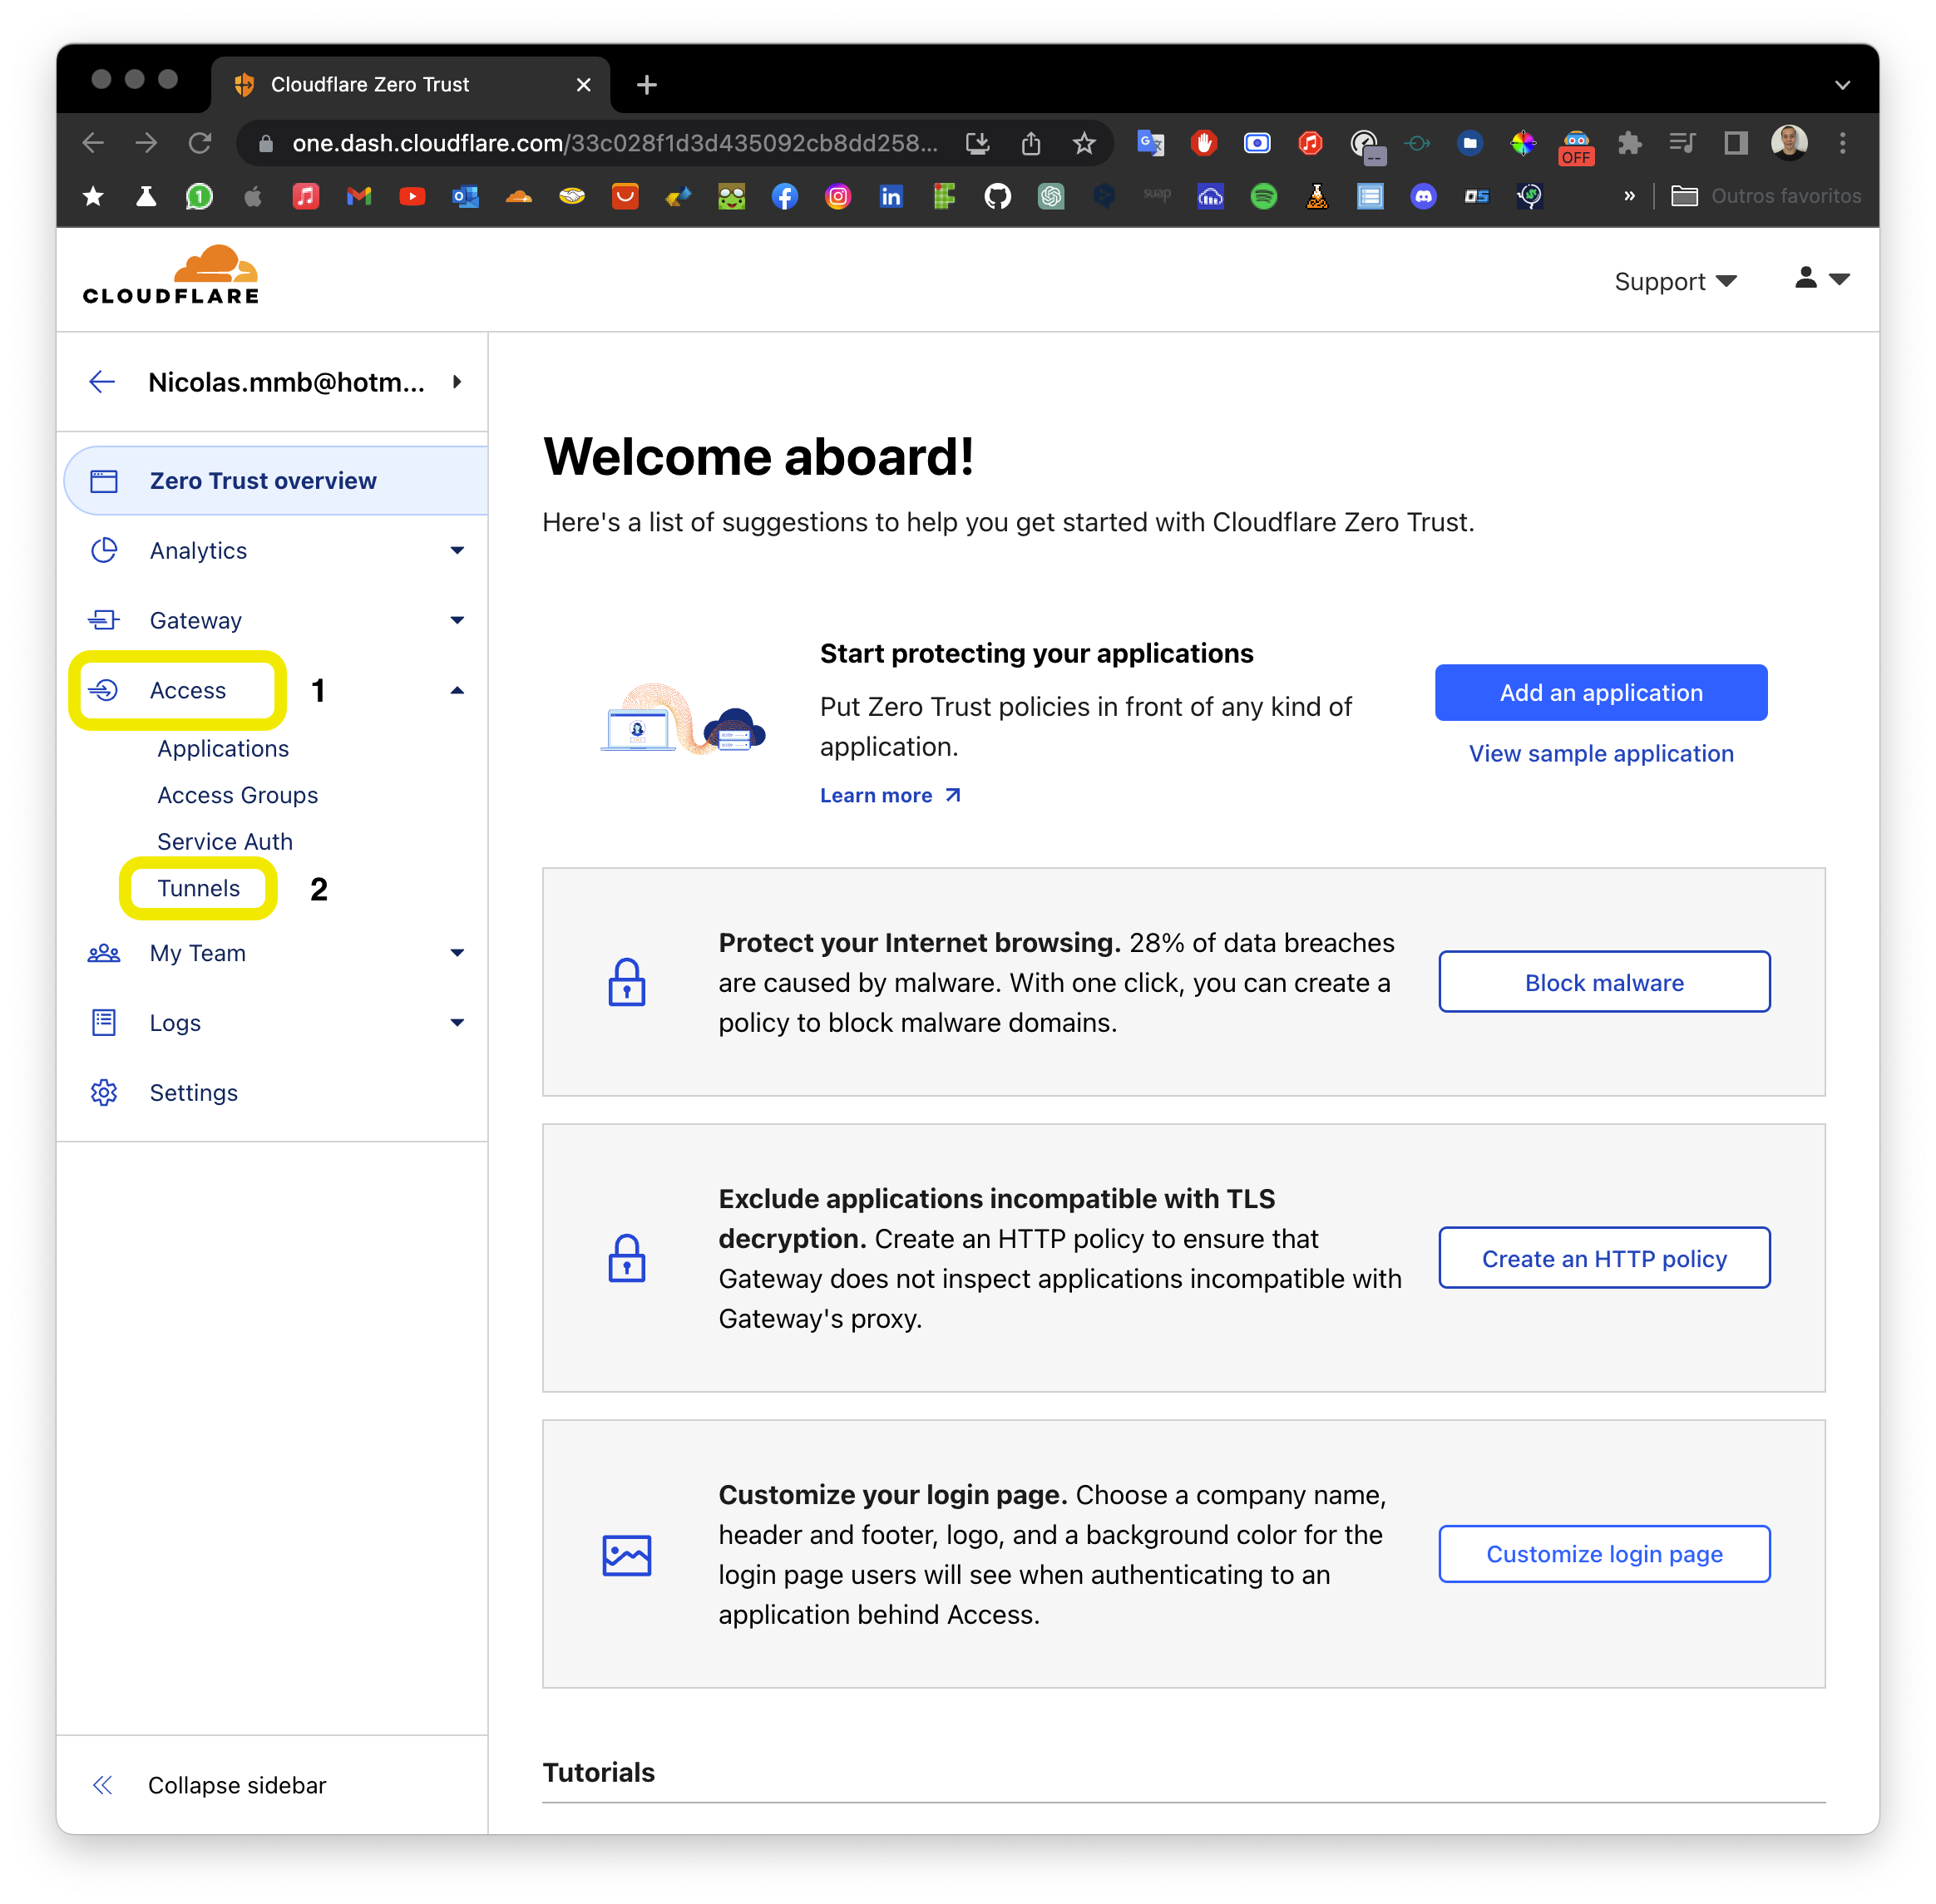 Cloudflare Zero Trust
one.dash.cloudflare.com/33c028f1d3d435092cb8dd258...
OFF
Outros favoritos
CLOUDFLARE
Support
Nicolas.mmb@hotm...
Zero Trust overview
Analytics
Gateway
Access 1
Applications
Access Groups
Service Auth
Tunnels 2
My Team
Logs
Settings
Collapse sidebar
Welcome aboard!
Here's a list of suggestions to help you get started with Cloudflare Zero Trust.
Start protecting your applications
Put Zero Trust policies in front of any kind of
application.
Learn more
Add an application
View sample application
Protect your Internet browsing. 28% of data breaches
are caused by malware. With one click, you can create a
policy to block malware domains.
Block malware
Exclude applications incompatible with TLS
decryption. Create an HTTP policy to ensure that
Gateway does not inspect applications incompatible with
Gateway's proxy.
Create an HTTP policy
Customize your login page. Choose a company name,
header and footer, logo, and a background color for the
login page users will see when authenticating to an
application behind Access.
Customize login page
Tutorials